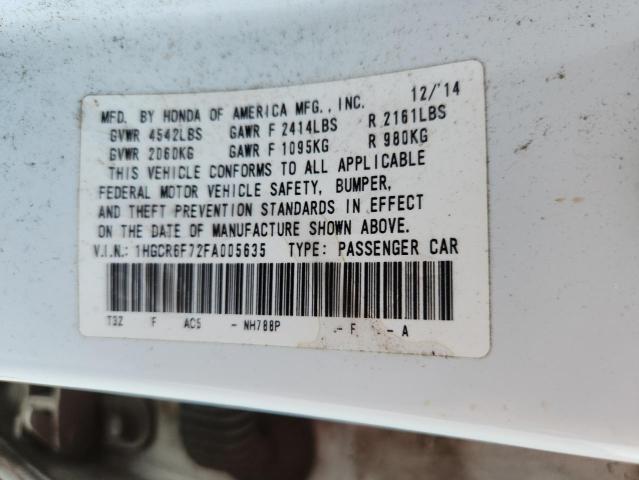 MFD. BY HONDA OF AMERICA MFG., INC. 12/'14
GVWR 4542LBS GAWR F 2414LBS R 2161LBS
GVWR 2060KG GAWR F 1095KG R 980KG
THIS VEHICLE CONFORMS TO ALL APPLICABLE
FEDERAL MOTOR VEHICLE SAFETY, BUMPER,
AND THEFT PREVENTION STANDARDS IN EFFECT
ON THE DATE OF MANUFACTURE SHOWN ABOVE.
V.I.N.: 1HGCR6F72FA005635 TYPE: PASSENGER CAR
T3Z F AC5 - NH788P - F - A